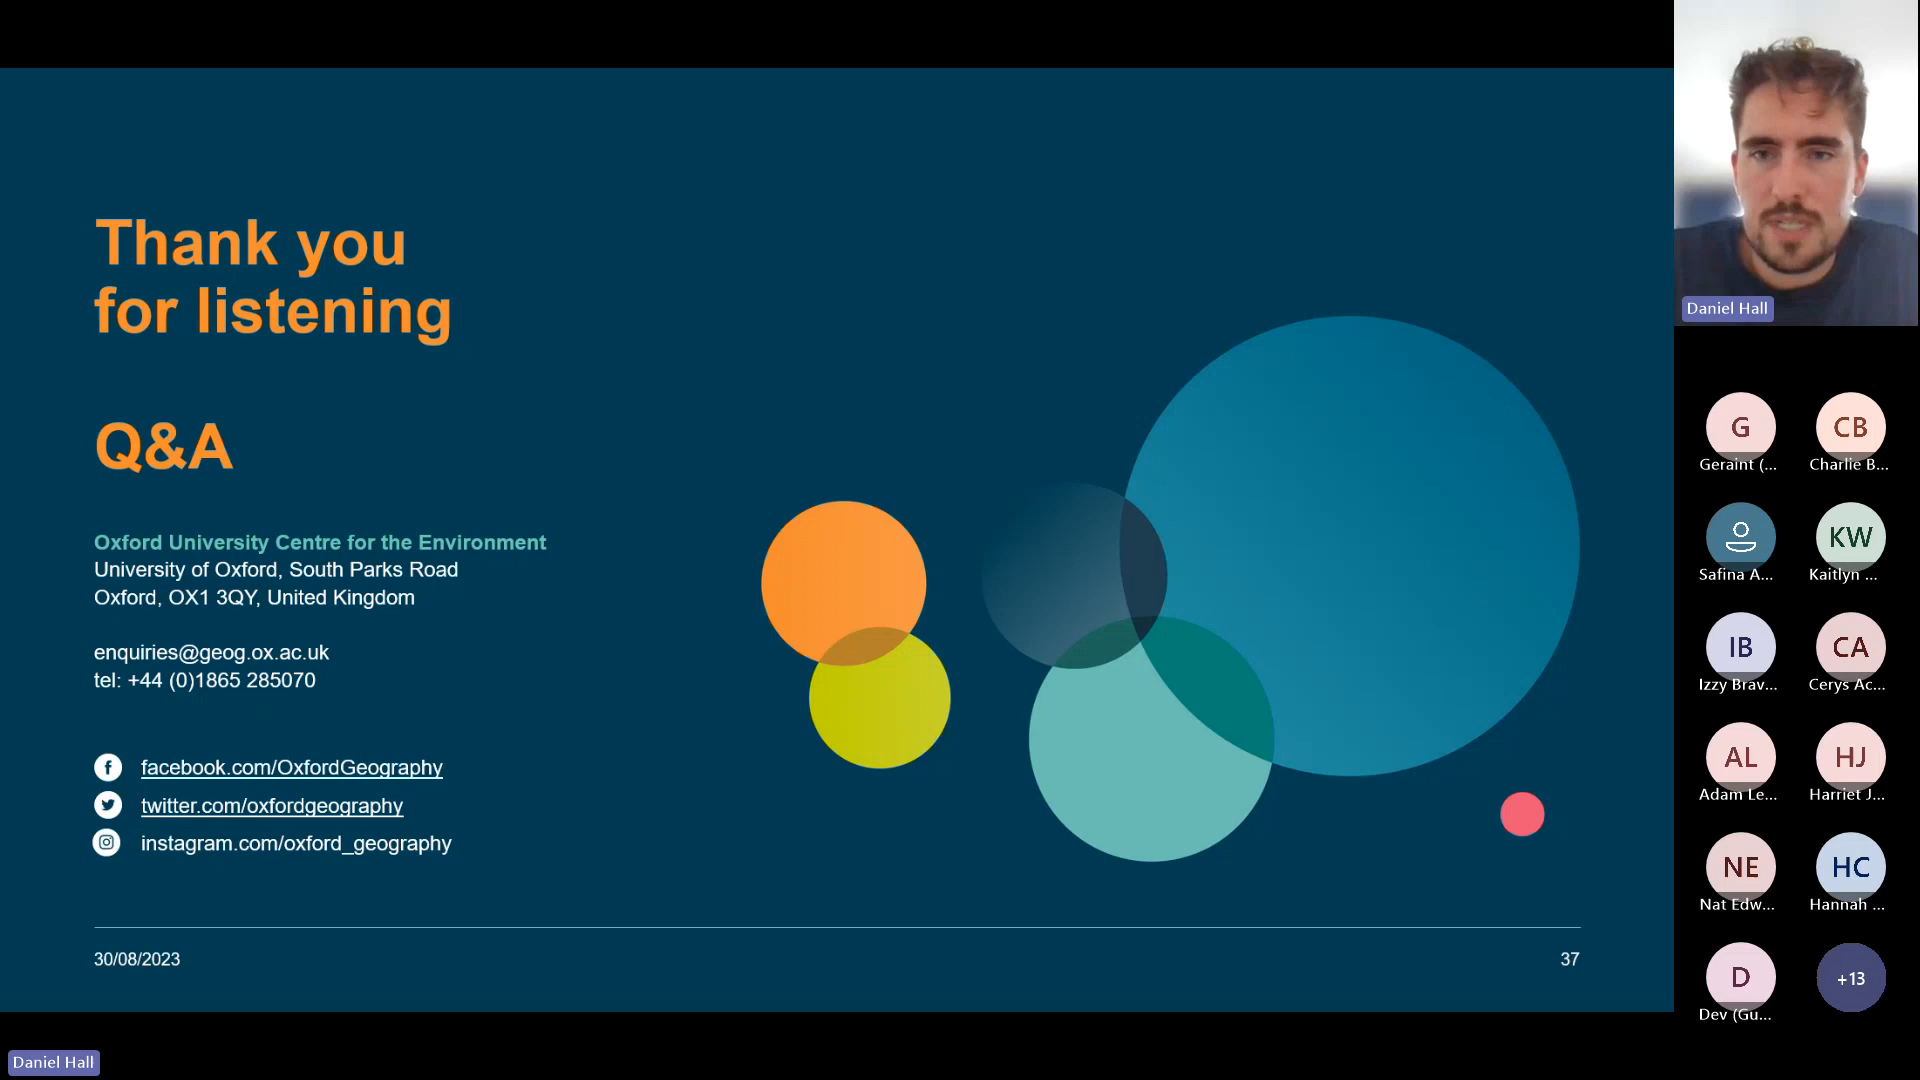 Thank you
for listening
Q&A
Oxford University Centre for the Environment
University of Oxford, South Parks Road
Oxford, OX1 3QY, United Kingdom
enquiries@geog.ox.ac.uk
tel: +44 (0)1865 285070
facebook.com/OxfordGeography
twitter.com/oxfordgeography
instagram.com/oxford_geography
30/08/2023
37
Daniel Hall
Daniel Hall
G
CB
Geraint (...
Charlie B...
Safina A...
KW
Kaitlyn ...
IB
CA
Izzy Brav...
Cerys Ac...
AL
HJ
Adam Le...
Harriet J...
NE
HC
Nat Edw...
Hannah ...
D
+13
Dev (Gu...